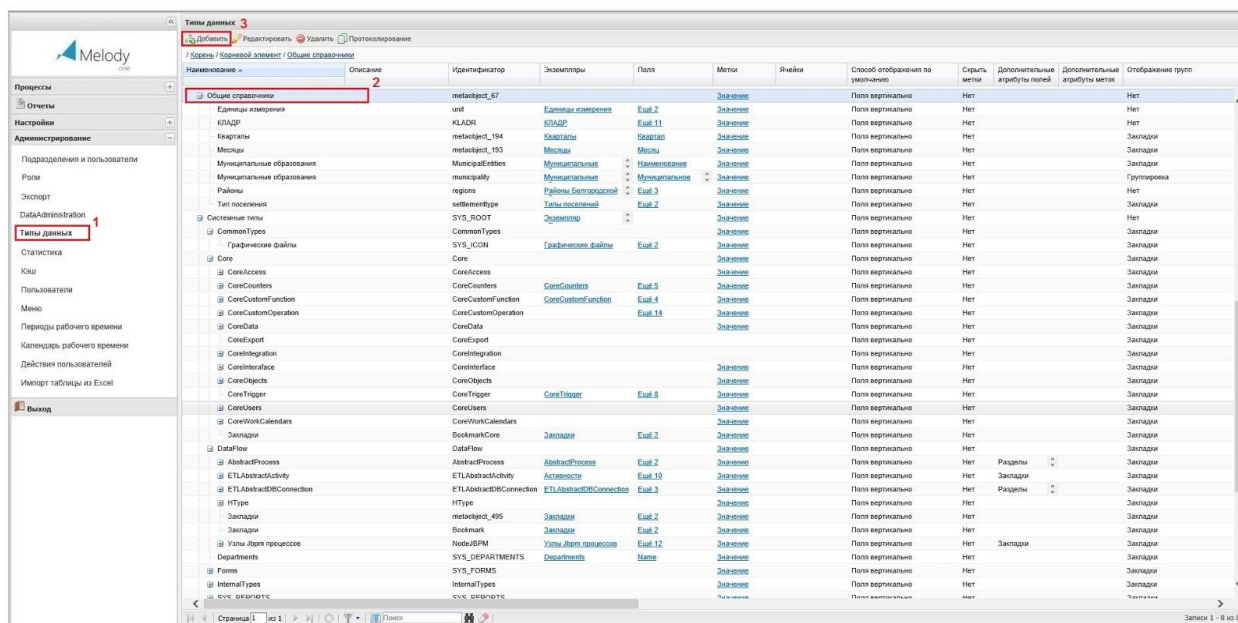 Melody
one
Процессы
Отчеты
Настройки
Администрирование
Подразделения и пользователи
Роли
Экспорт
DataAdministration
1
Типы данных
Статистика
Кэш
Пользователи
Меню
Периоды рабочего времени
Календарь рабочего времени
Действия пользователей
Импорт таблицы из Excel
Выход
Типы данных 3
Добавить Редактировать Удалить Протоколирование
/ Корень / Корневой элемент / Общие справочники
Наименование Описание Идентификатор Экземпляры Поля Метки Ячейки Способ отображения по умолчанию Скрыть метки Дополнительные атрибуты полей Дополнительные атрибуты меток Отображение групп
2
Общие справочники metaobject_67 Значение Поля вертикально Нет Нет
Единицы измерения unit Единицы измерения Ещё 2 Значение Поля вертикально Нет Нет
КЛАДР KLADR КЛАДР Ещё 11 Значение Поля вертикально Нет Нет
Кварталы metaobject_194 Кварталы Квартал Значение Поля вертикально Нет Закладки
Месяцы metaobject_193 Месяцы Месяц Значение Поля вертикально Нет Закладки
Муниципальные образования MunicipalEntities Муниципальные Наименование Значение Поля вертикально Нет Закладки
Муниципальные образования municipality Муниципальные Муниципальное Значение Поля вертикально Нет Группировка
Районы regions Районы Белгородской Ещё 3 Значение Поля вертикально Нет Нет
Тип поселения settlementtype Типы поселений Ещё 2 Значение Поля вертикально Нет Закладки
Системные типы SYS_ROOT Экземпляр Значение Поля вертикально Нет Нет
CommonTypes CommonTypes Значение Поля вертикально Нет Закладки
Графические файлы SYS_ICON Графические файлы Ещё 2 Значение Поля вертикально Нет Закладки
Core Core Значение Поля вертикально Нет Закладки
CoreAccess CoreAccess Значение Поля вертикально Нет Закладки
CoreCounters CoreCounters CoreCounters Ещё 5 Значение Поля вертикально Нет Закладки
CoreCustomFunction CoreCustomFunction CoreCustomFunction Ещё 4 Значение Поля вертикально Нет Закладки
CoreCustomOperation CoreCustomOperation Ещё 14 Значение Поля вертикально Нет Закладки
CoreData CoreData Значение Поля вертикально Нет Закладки
CoreExport CoreExport Поля вертикально Нет Закладки
CoreIntegration CoreIntegration Поля вертикально Нет Закладки
CoreInteraface CoreInterface Значение Поля вертикально Нет Закладки
CoreObjects CoreObjects Значение Поля вертикально Нет Закладки
CoreTrigger CoreTrigger CoreTrigger Ещё 8 Значение Поля вертикально Нет Закладки
CoreUsers CoreUsers Значение Поля вертикально Нет Закладки
CoreWorkCalendars CoreWorkCalendars Значение Поля вертикально Нет Закладки
Закладки BookmarkCore Закладки Ещё 2 Значение Поля вертикально Нет Закладки
DataFlow DataFlow Значение Поля вертикально Нет Закладки
AbstractProcess AbstractProcess AbstractProcess Ещё 2 Значение Поля вертикально Нет Разделы Закладки
ETLAbstractActivity ETLAbstractActivity Активности Ещё 10 Значение Поля вертикально Нет Закладки Закладки
ETLAbstractDBConnection ETLAbstractDBConnection ETLAbstractDBConnection Ещё 3 Значение Поля вертикально Нет Разделы Закладки
HType HType Значение Поля вертикально Нет Закладки
Закладки metaobject_495 Закладки Ещё 2 Значение Поля вертикально Нет Закладки
Закладки Bookmark Закладки Ещё 2 Значение Поля вертикально Нет Закладки
Узлы Jbpm процессов NodeJBPM Узлы Jbpm процессов Ещё 12 Значение Поля вертикально Нет Закладки Закладки
Departments SYS_DEPARTMENTS Departments Name Значение Поля вертикально Нет Закладки
Forms SYS_FORMS Значение Поля вертикально Нет Закладки
InternalTypes InternalTypes Значение Поля вертикально Нет Закладки
SYS_REPORTS SYS_REPORTS Значение Поля вертикально Нет Закладки
Страница 1 из 1 Поиск Записи 1 - 8 из